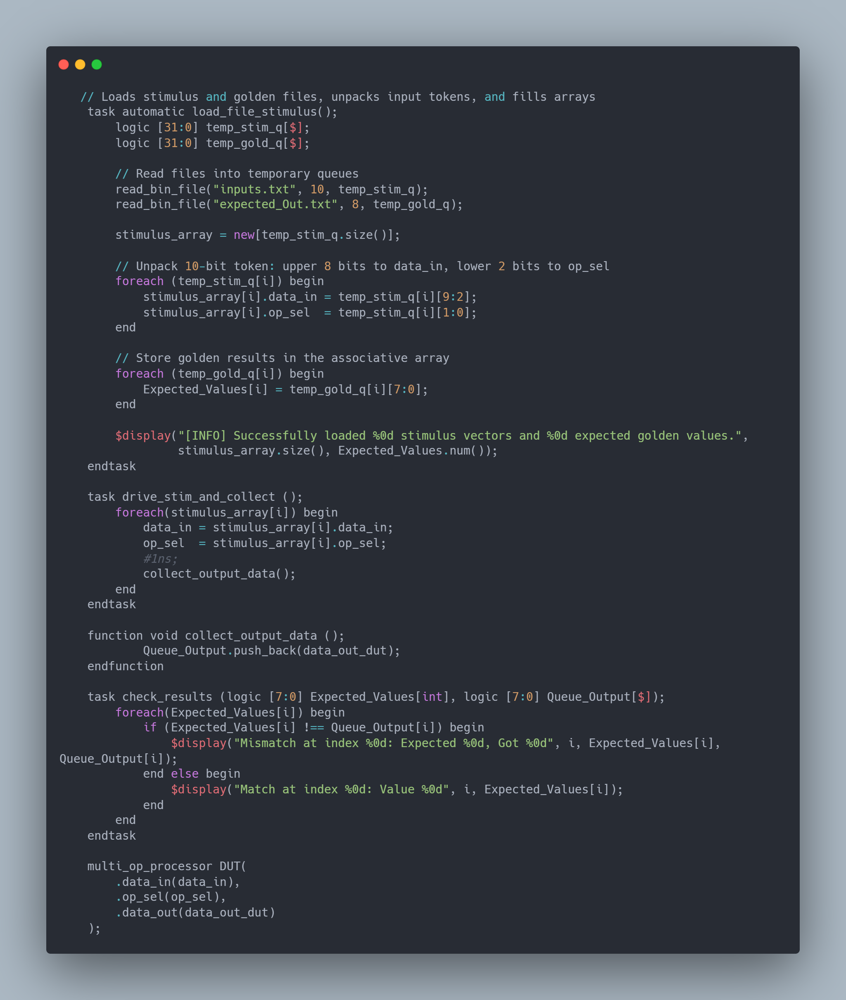 // Loads stimulus and golden files, unpacks input tokens, and fills arrays
task automatic load_file_stimulus();
logic [31:0] temp_stim_q[$];
logic [31:0] temp_gold_q[$];
// Read files into temporary queues
read_bin_file("inputs.txt", 10, temp_stim_q);
read_bin_file("expected_Out.txt", 8, temp_gold_q);
stimulus_array = new[temp_stim_q.size()];
// Unpack 10-bit token: upper 8 bits to data_in, lower 2 bits to op_sel
foreach (temp_stim_q[i]) begin
stimulus_array[i].data_in = temp_stim_q[i][9:2];
stimulus_array[i].op_sel  = temp_stim_q[i][1:0];
end
// Store golden results in the associative array
foreach (temp_gold_q[i]) begin
Expected_Values[i] = temp_gold_q[i][7:0];
end
$display("[INFO] Successfully loaded %0d stimulus vectors and %0d expected golden values.",
stimulus_array.size(), Expected_Values.num());
endtask
task drive_stim_and_collect ();
foreach(stimulus_array[i]) begin
data_in = stimulus_array[i].data_in;
op_sel  = stimulus_array[i].op_sel;
#1ns;
collect_output_data();
end
endtask
function void collect_output_data ();
Queue_Output.push_back(data_out_dut);
endfunction
task check_results (logic [7:0] Expected_Values[int], logic [7:0] Queue_Output[$]);
foreach(Expected_Values[i]) begin
if (Expected_Values[i] !== Queue_Output[i]) begin
$display("Mismatch at index %0d: Expected %0d, Got %0d", i, Expected_Values[i],
Queue_Output[i]);
end else begin
$display("Match at index %0d: Value %0d", i, Expected_Values[i]);
end
end
endtask
multi_op_processor DUT(
.data_in(data_in),
.op_sel(op_sel),
.data_out(data_out_dut)
);